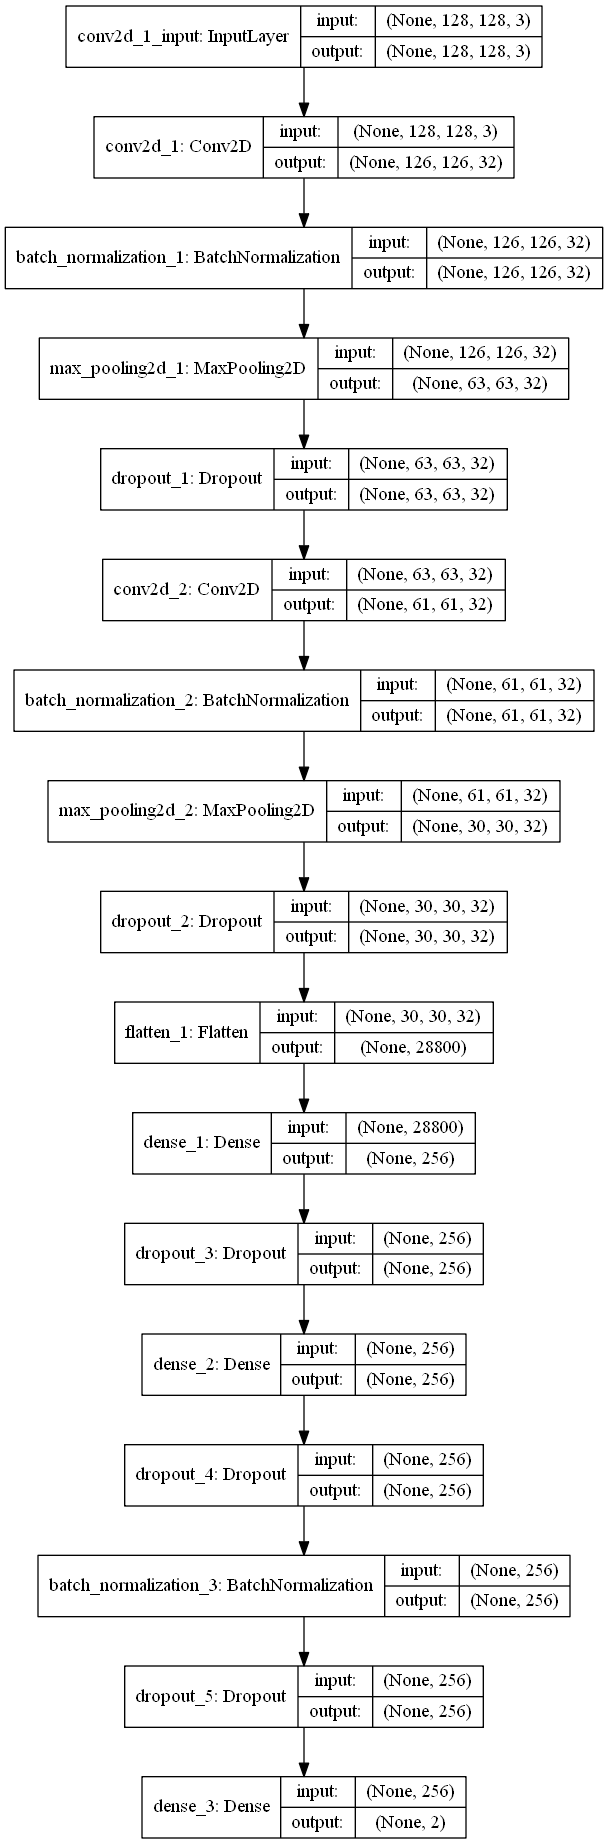 conv2d_1_input: InputLayer
input: (None, 128, 128, 3)
output: (None, 128, 128, 3)
conv2d_1: Conv2D
input: (None, 128, 128, 3)
output: (None, 126, 126, 32)
batch_normalization_1: BatchNormalization
input: (None, 126, 126, 32)
output: (None, 126, 126, 32)
max_pooling2d_1: MaxPooling2D
input: (None, 126, 126, 32)
output: (None, 63, 63, 32)
dropout_1: Dropout
input: (None, 63, 63, 32)
output: (None, 63, 63, 32)
conv2d_2: Conv2D
input: (None, 63, 63, 32)
output: (None, 61, 61, 32)
batch_normalization_2: BatchNormalization
input: (None, 61, 61, 32)
output: (None, 61, 61, 32)
max_pooling2d_2: MaxPooling2D
input: (None, 61, 61, 32)
output: (None, 30, 30, 32)
dropout_2: Dropout
input: (None, 30, 30, 32)
output: (None, 30, 30, 32)
flatten_1: Flatten
input: (None, 30, 30, 32)
output: (None, 28800)
dense_1: Dense
input: (None, 28800)
output: (None, 256)
dropout_3: Dropout
input: (None, 256)
output: (None, 256)
dense_2: Dense
input: (None, 256)
output: (None, 256)
dropout_4: Dropout
input: (None, 256)
output: (None, 256)
batch_normalization_3: BatchNormalization
input: (None, 256)
output: (None, 256)
dropout_5: Dropout
input: (None, 256)
output: (None, 256)
dense_3: Dense
input: (None, 256)
output: (None, 2)